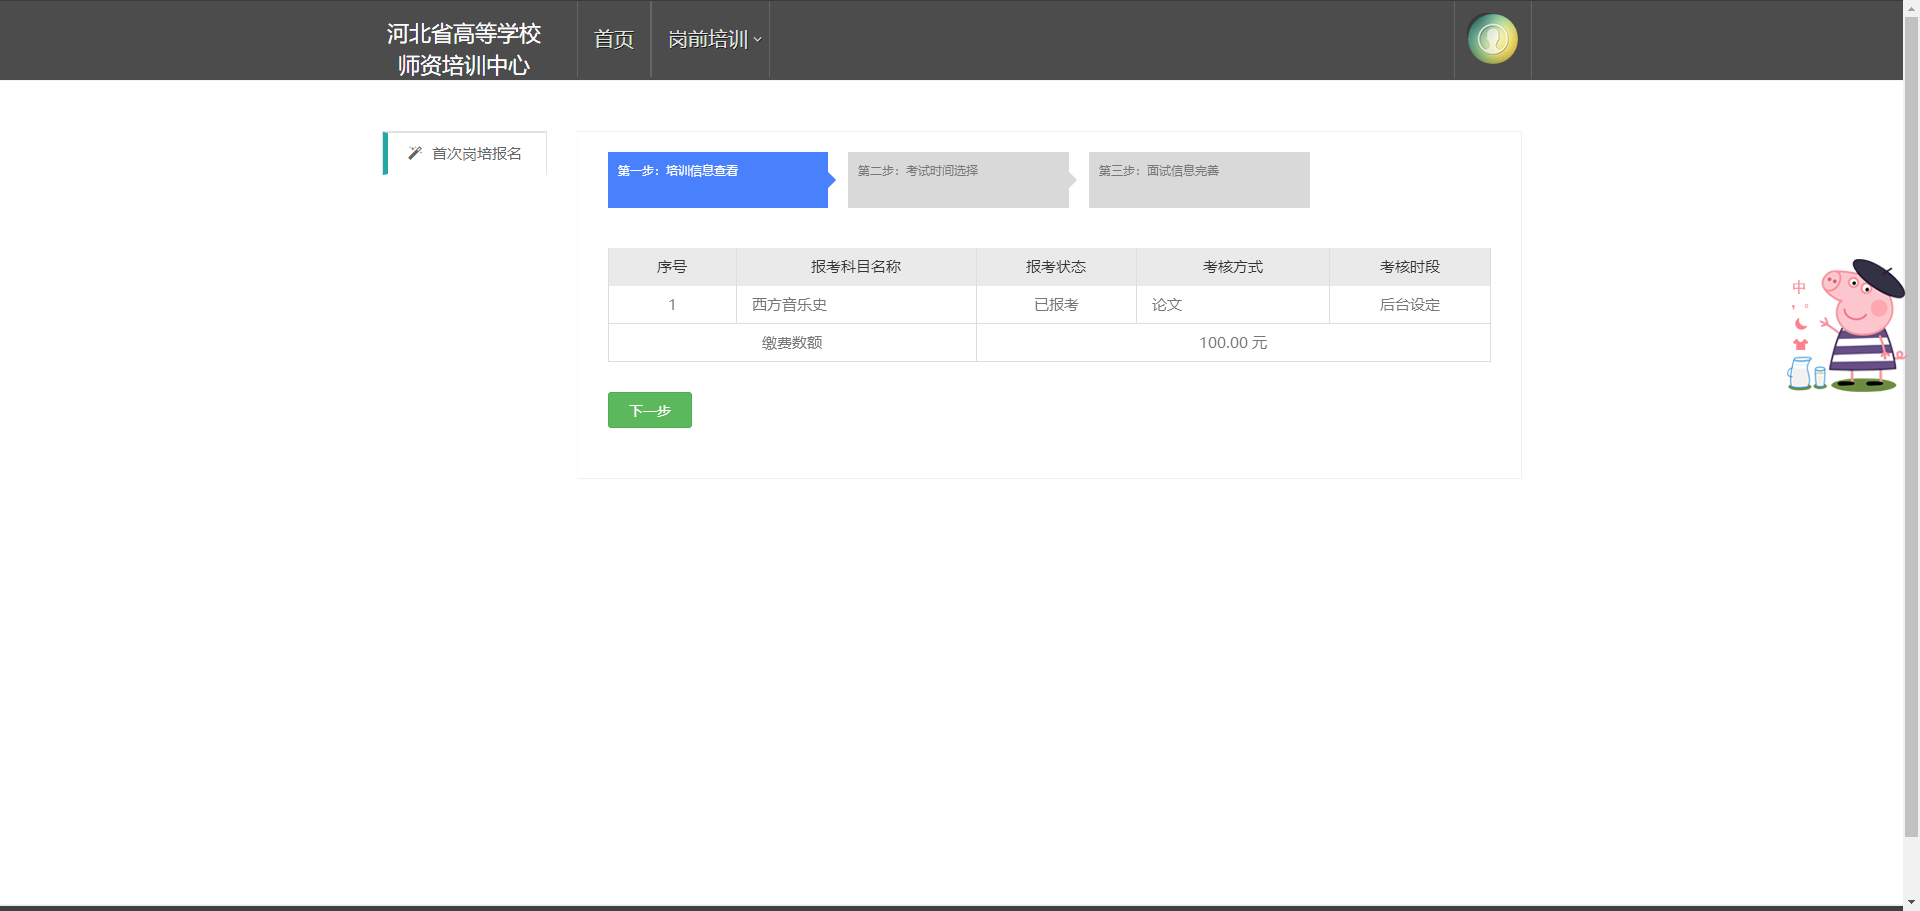 河北省高等学校
师资培训中心
首页
岗前培训
首次岗培报名
第一步：培训信息查看
第二步：考试时间选择
第三步：面试信息完善
序号 报考科目名称 报考状态 考核方式 考核时段
1 西方音乐史 已报考 论文 后台设定
缴费数额 100.00 元
下一步
中
，。